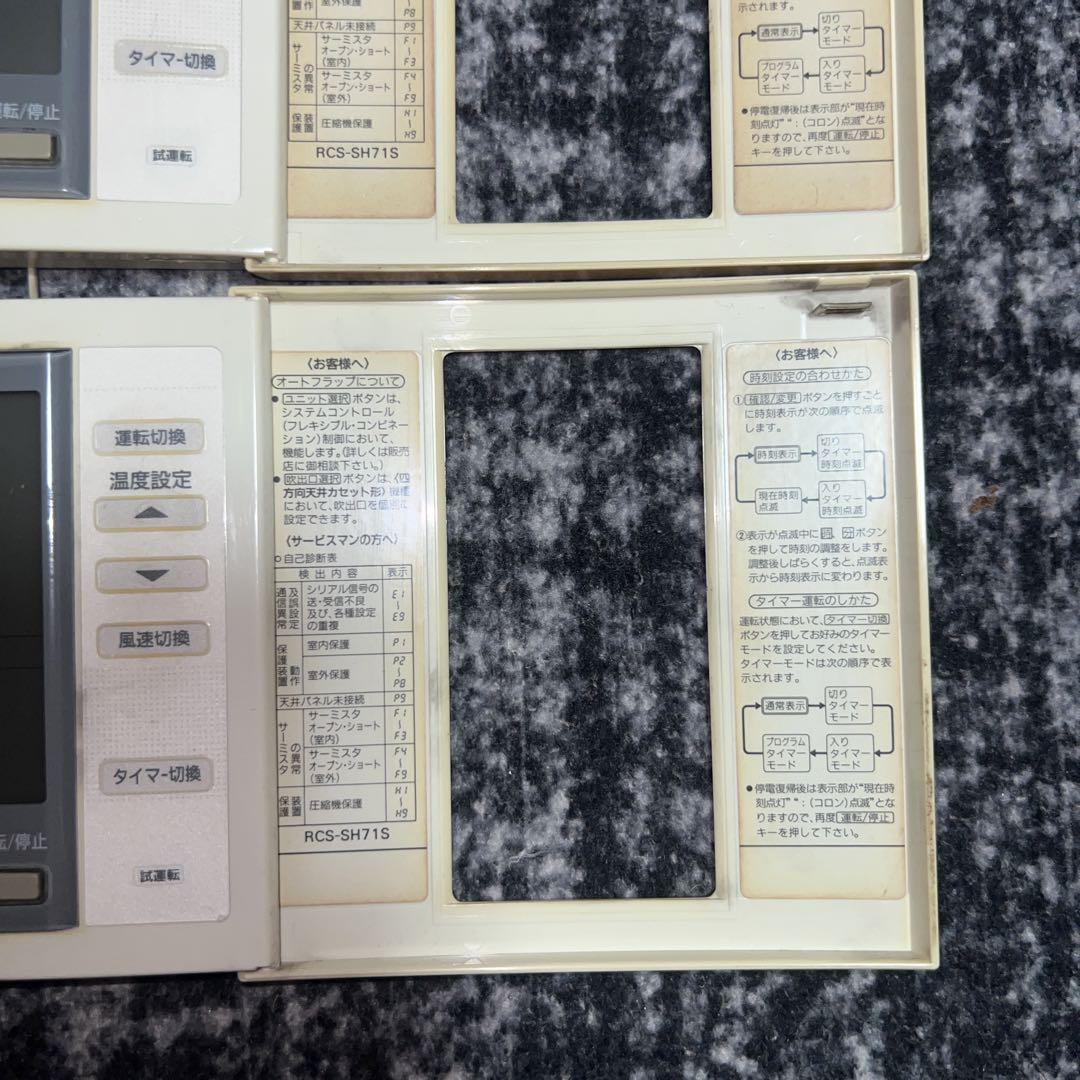 室外保護
作
置
P8
天井パネル未接続
P9
サーミスタの異常
サーミスタ
オープン・ショート
(室内)
F1
~
F3
サーミスタ
オープン・ショート
(室外)
F4
~
F9
保護装置
圧縮機保護
H1
~
H9
RCS-SH71S
示されます。
通常表示
切り
タイマー
モード
プログラム
タイマー
モード
入り
タイマー
モード
●停電復帰後は表示部が"現在時
刻点灯" ":(コロン)点滅"とな
りますので、再度 運転/停止
キーを押して下さい。
タイマー切換
転/停止
試運転
運転切換
温度設定
▲
▼
風速切換
タイマー切換
転/停止
試運転
〈お客様へ〉
オートフラップについて
● ユニット選択 ボタンは、
システムコントロール
(フレキシブル・コンビネー
ション)制御において、
機能します。(詳しくは販売
店に御相談下さい。)
● 吹出口選択 ボタンは、〈四
方向天井カセット形〉機種
において、吹出口を個別に
設定できます。
〈サービスマンの方へ〉
○自己診断表
検出内容
表示
通信異常及誤設定
シリアル信号の
送・受信不良
及び、各種設定
の重複
E1
~
E9
保護装置動作
室内保護
P1
室外保護
P2
~
P8
天井パネル未接続
P9
サーミスタの異常
サーミスタ
オープン・ショート
(室内)
F1
~
F3
サーミスタ
オープン・ショート
(室外)
F4
~
F9
保護装置
圧縮機保護
H1
~
H9
RCS-SH71S
〈お客様へ〉
時刻設定の合わせかた
① 確認/変更 ボタンを押すごと
に時刻表示が次の順序で点滅
します。
時刻表示
切り
タイマー
時刻点滅
現在時刻
点滅
入り
タイマー
時刻点滅
②表示が点滅中に 時、分 ボタン
を押して時刻の調整をします。
調整後しばらくすると、点滅表
示から時刻表示に変わります。
タイマー運転のしかた
運転状態において、タイマー切換
ボタンを押してお好みのタイマー
モードを設定してください。
タイマーモードは次の順序で表
示されます。
通常表示
切り
タイマー
モード
プログラム
タイマー
モード
入り
タイマー
モード
●停電復帰後は表示部が"現在時
刻点灯" ":(コロン)点滅"とな
りますので、再度 運転/停止
キーを押して下さい。